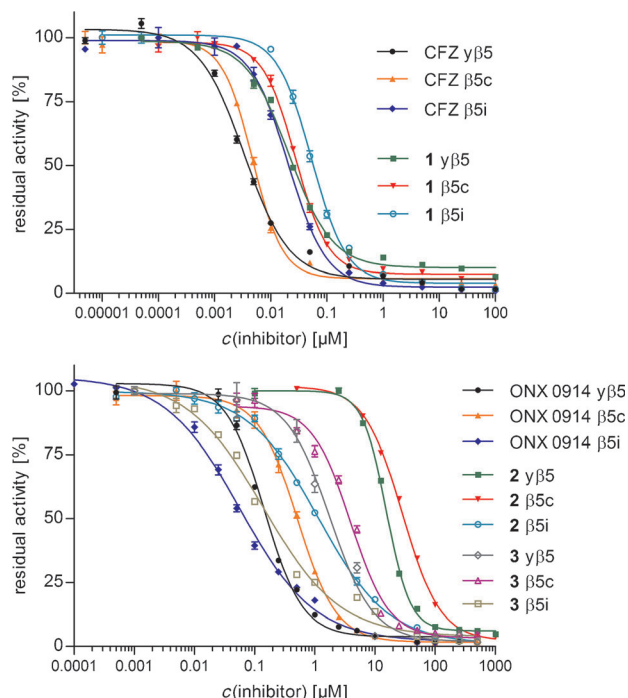 residual activity [%]
100
75
50
25
0
0.00001
0.0001
0.001
0.01
0.1
1
10
100
c(inhibitor) [µM]
CFZ yβ5
CFZ β5c
CFZ β5i
1 yβ5
1 β5c
1 β5i
residual activity [%]
100
75
50
25
0
0.0001
0.001
0.01
0.1
1
10
100
1000
c(inhibitor) [µM]
ONX 0914 yβ5
ONX 0914 β5c
ONX 0914 β5i
2 yβ5
2 β5c
2 β5i
3 yβ5
3 β5c
3 β5i